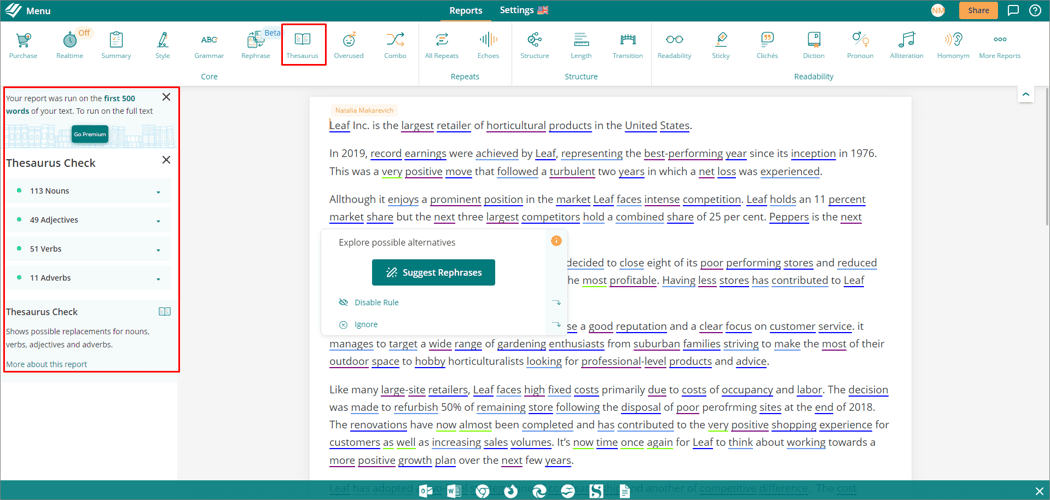 Menu
Reports
Settings
NM
Share
Purchase
Off
Realtime
Summary
Style
ABC
Grammar
Beta
Rephrase
Thesaurus
Overused
Combo
All Repeats
Echoes
Structure
Length
Transition
Readability
Sticky
Clichés
Diction
Pronoun
Alliteration
Homonym
More Reports
Core
Repeats
Structure
Readability
Your report was run on the first 500
words of your text. To run on the full text
Go Premium
Thesaurus Check
113 Nouns
49 Adjectives
51 Verbs
11 Adverbs
Thesaurus Check
Shows possible replacements for nouns,
verbs, adjectives and adverbs.
More about this report
Natalia Makarevich
Leaf Inc. is the largest retailer of horticultural products in the United States.
In 2019, record earnings were achieved by Leaf, representing the best-performing year since its inception in 1976.
This was a very positive move that followed a turbulent two years in which a net loss was experienced.
Allthough it enjoys a prominent position in the market Leaf faces intense competition. Leaf holds an 11 percent
market share but the next three largest competitors hold a combined share of 25 per cent. Peppers is the next
Explore possible alternatives
Suggest Rephrases
Disable Rule
Ignore
decided to close eight of its poor performing stores and reduced
he most profitable. Having less stores has contributed to Leaf
se a good reputation and a clear focus on customer service. it
manages to target a wide range of gardening enthusiasts from suburban families striving to make the most of their
outdoor space to hobby horticulturalists looking for professional-level products and advice.
Like many large-site retailers, Leaf faces high fixed costs primarily due to costs of occupancy and labor. The decision
was made to refurbish 50% of remaining store following the disposal of poor perofrming sites at the end of 2018.
The renovations have now almost been completed and has contributed to the very positive shopping experience for
customers as well as increasing sales volumes. It's now time once again for Leaf to think about working towards a
more positive growth plan over the next few years.
Leaf has adopted
and another of competitive difference. The cost